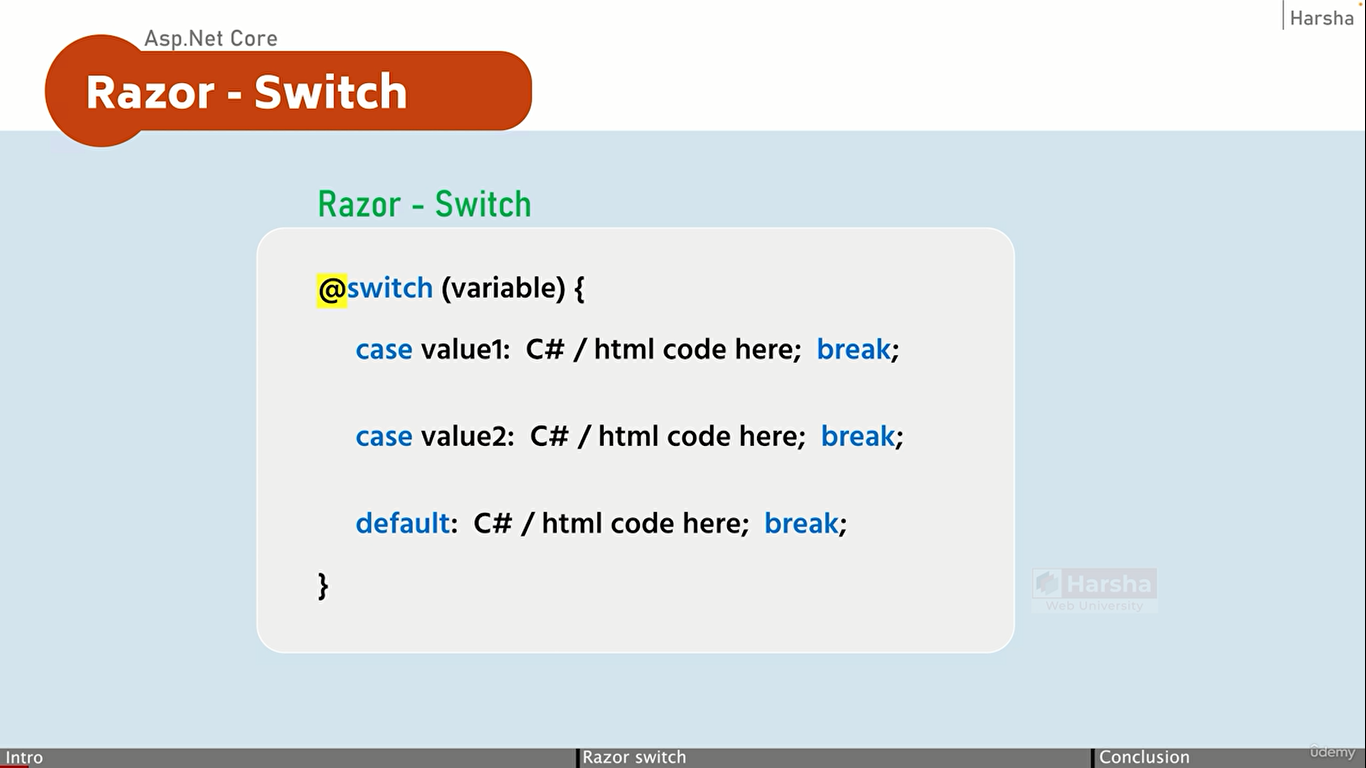 Harsha
Asp.Net Core
Razor - Switch
Razor - Switch
@switch (variable) {
case value1: C# / html code here; break;
case value2: C# / html code here; break;
default: C# / html code here; break;
}
Harsha
Web University
Intro
Razor switch
Conclusion
ûdemy